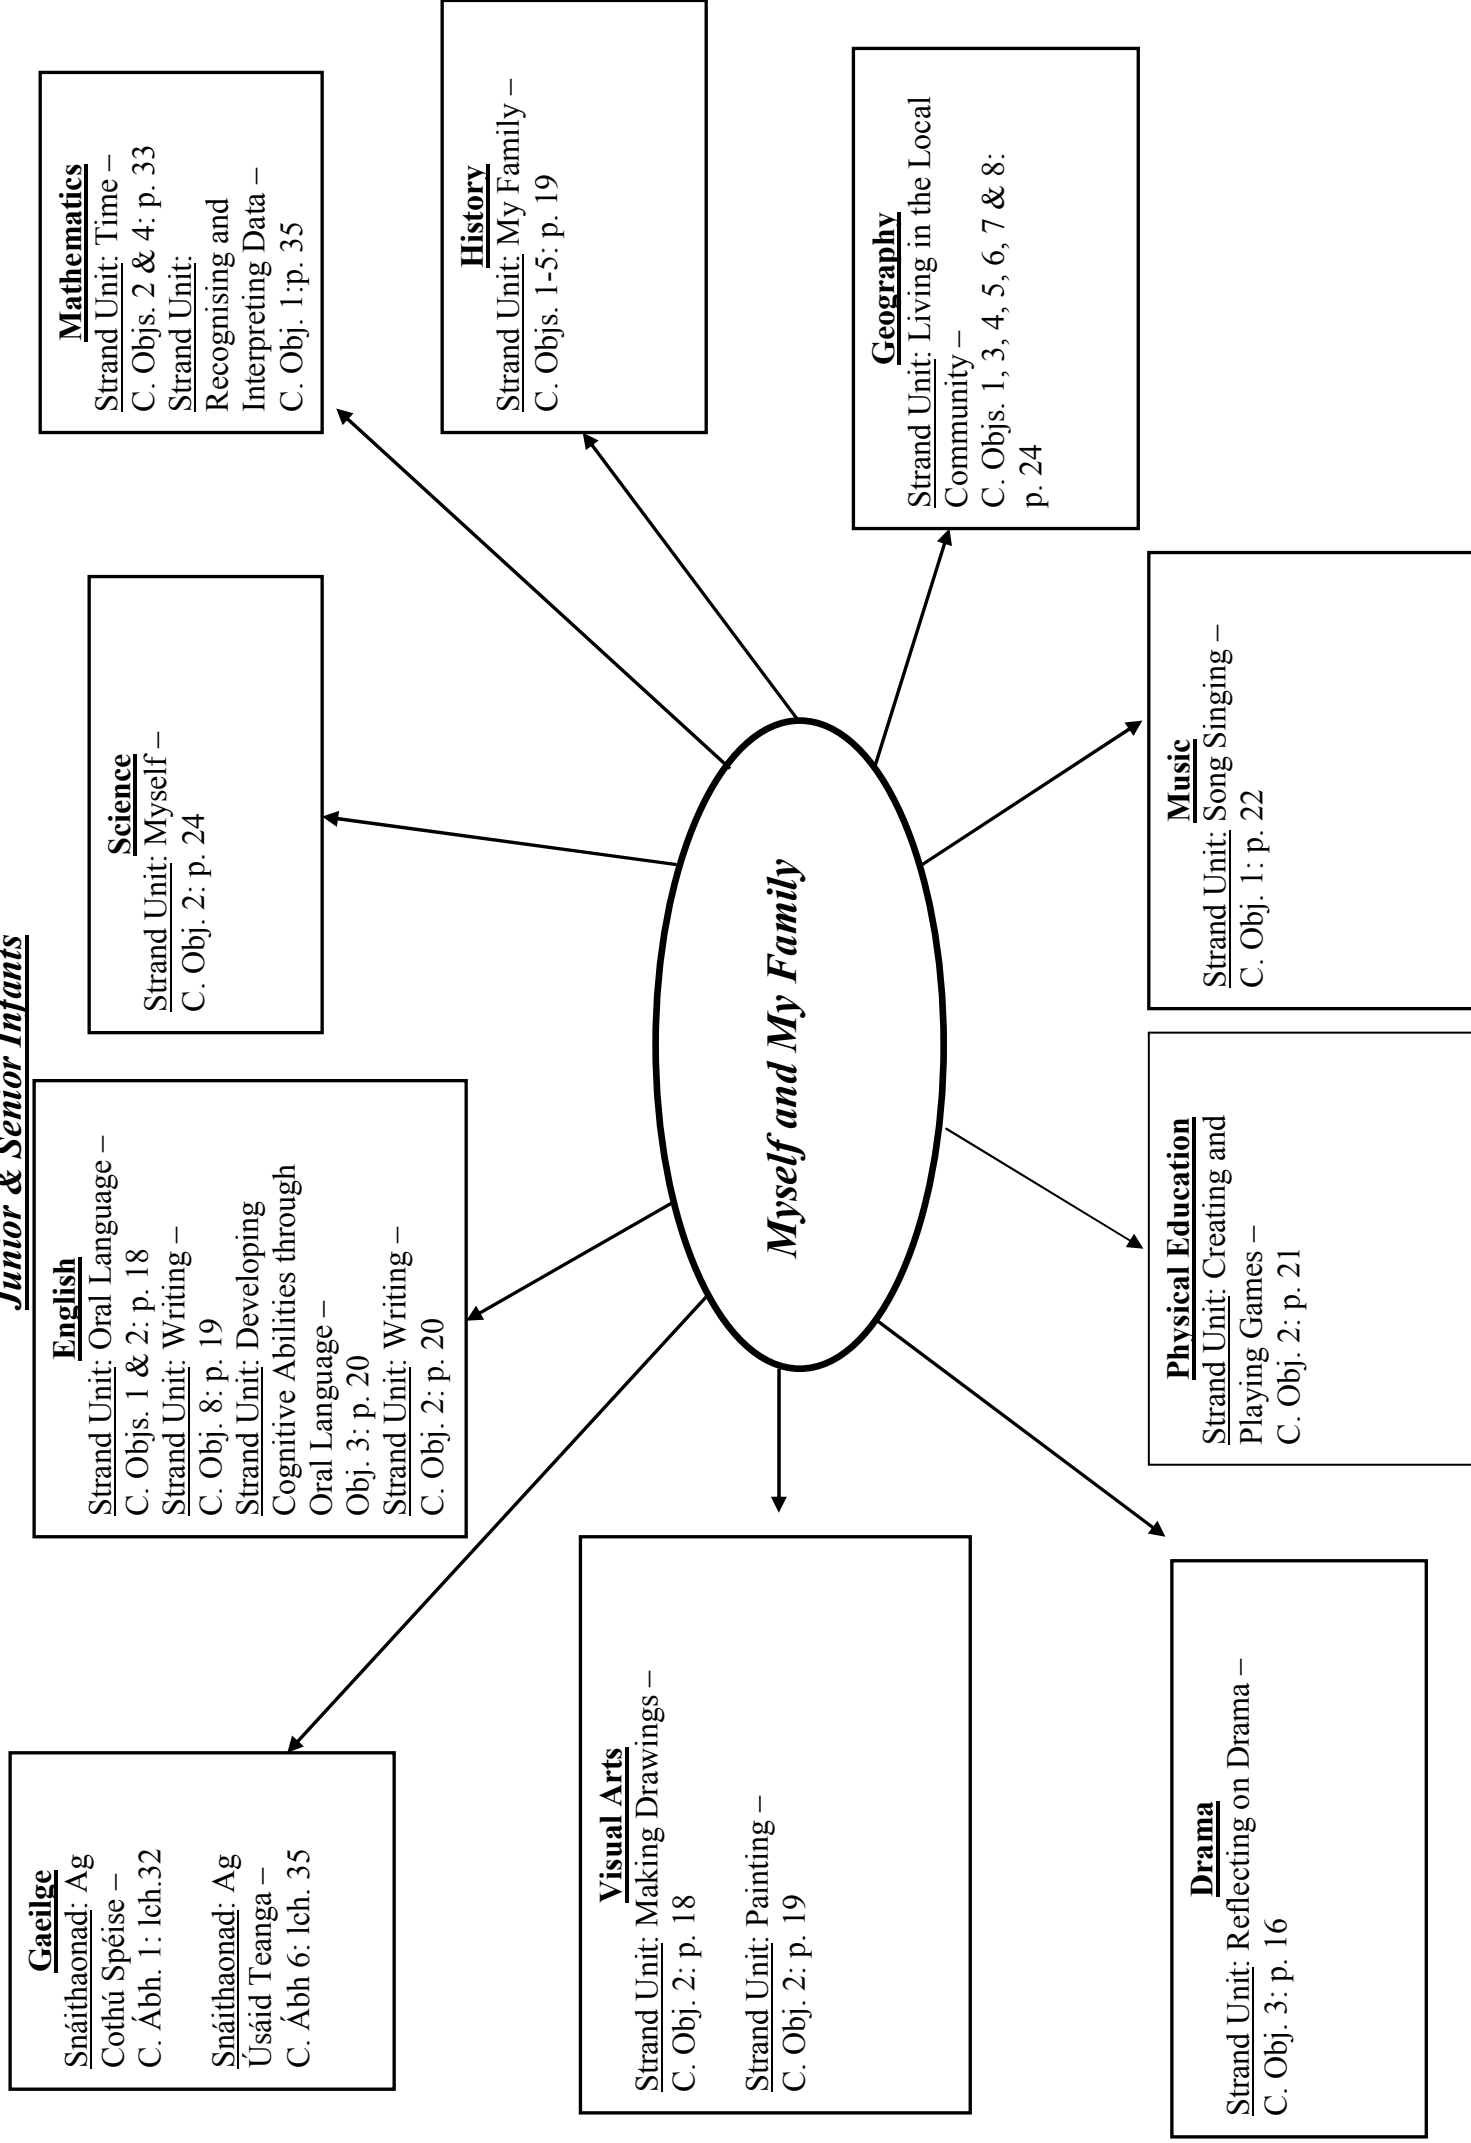 Junior & Senior Infants
Gaeilge
Snáithaonad: Ag
Cothú Spéise –
C. Ábh. 1: lch.32
Snáithaonad: Ag
Úsáid Teanga –
C. Ábh 6: lch. 35
English
Strand Unit: Oral Language –
C. Objs. 1 & 2: p. 18
Strand Unit: Writing –
C. Obj. 8: p. 19
Strand Unit: Developing
Cognitive Abilities through
Oral Language –
Obj. 3: p. 20
Strand Unit: Writing –
C. Obj. 2: p. 20
Science
Strand Unit: Myself –
C. Obj. 2: p. 24
Mathematics
Strand Unit: Time –
C. Objs. 2 & 4: p. 33
Strand Unit:
Recognising and
Interpreting Data –
C. Obj. 1:p. 35
History
Strand Unit: My Family –
C. Objs. 1-5: p. 19
Visual Arts
Strand Unit: Making Drawings –
C. Obj. 2: p. 18
Strand Unit: Painting –
C. Obj. 2: p. 19
Myself and My Family
Geography
Strand Unit: Living in the Local
Community –
C. Objs. 1, 3, 4, 5, 6, 7 & 8:
p. 24
Drama
Strand Unit: Reflecting on Drama –
C. Obj. 3: p. 16
Physical Education
Strand Unit: Creating and
Playing Games –
C. Obj. 2: p. 21
Music
Strand Unit: Song Singing –
C. Obj. 1: p. 22